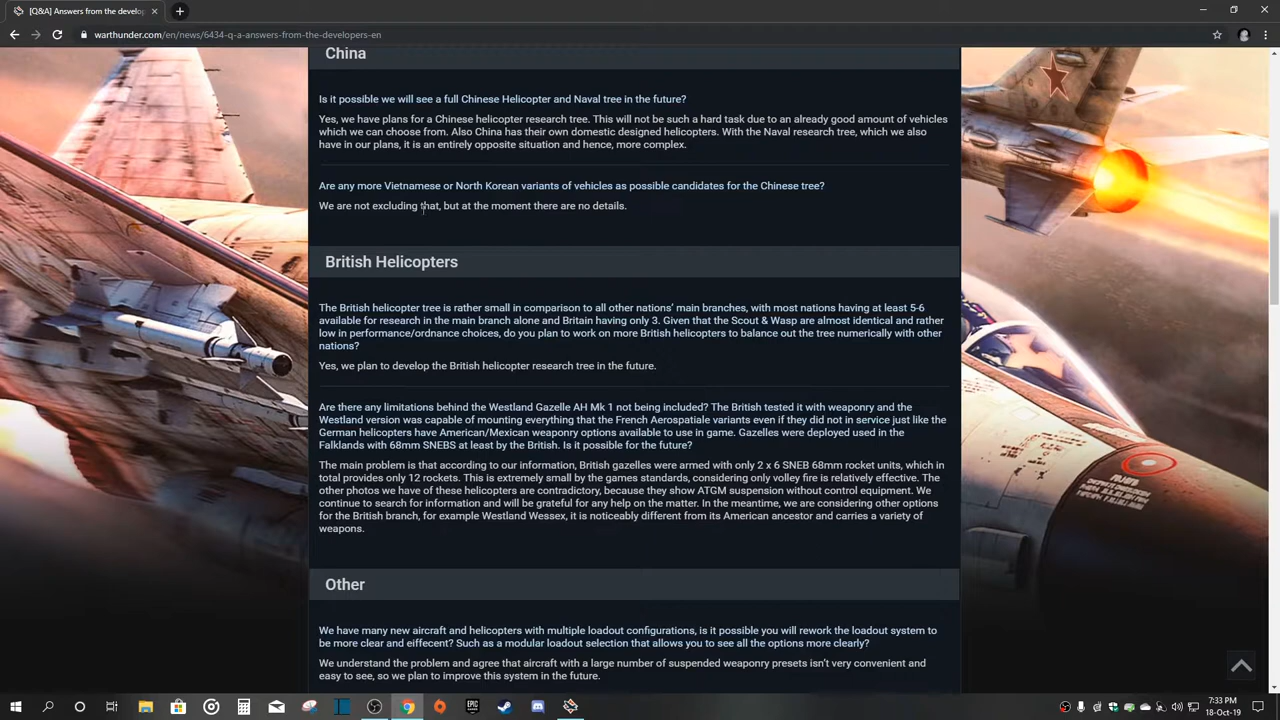 [Q&A] Answers from the develop
warthunder.com/en/news/6434-q-a-answers-from-the-developers-en
China
Is it possible we will see a full Chinese Helicopter and Naval tree in the future?
Yes, we have plans for a Chinese helicopter research tree. This will not be such a hard task due to an already good amount of vehicles
which we can choose from. Also China has their own domestic designed helicopters. With the Naval research tree, which we also
have in our plans, it is an entirely opposite situation and hence, more complex.
Are any more Vietnamese or North Korean variants of vehicles as possible candidates for the Chinese tree?
We are not excluding that, but at the moment there are no details.
British Helicopters
The British helicopter tree is rather small in comparison to all other nations’ main branches, with most nations having at least 5-6
available for research in the main branch alone and Britain having only 3. Given that the Scout & Wasp are almost identical and rather
low in performance/ordnance choices, do you plan to work on more British helicopters to balance out the tree numerically with other
nations?
Yes, we plan to develop the British helicopter research tree in the future.
Are there any limitations behind the Westland Gazelle AH Mk 1 not being included? The British tested it with weaponry and the
Westland version was capable of mounting everything that the French Aerospatiale variants even if they did not in service just like the
German helicopters have American/Mexican weaponry options available to use in game. Gazelles were deployed used in the
Falklands with 68mm SNEBS at least by the British. Is it possible for the future?
The main problem is that according to our information, British gazelles were armed with only 2 x 6 SNEB 68mm rocket units, which in
total provides only 12 rockets. This is extremely small by the games standards, considering only volley fire is relatively effective. The
other photos we have of these helicopters are contradictory, because they show ATGM suspension without control equipment. We
continue to search for information and will be grateful for any help on the matter. In the meantime, we are considering other options
for the British branch, for example Westland Wessex, it is noticeably different from its American ancestor and carries a variety of
weapons.
Other
We have many new aircraft and helicopters with multiple loadout configurations, is it possible you will rework the loadout system to
be more clear and eiffecent? Such as a modular loadout selection that allows you to see all the options more clearly?
We understand the problem and agree that aircraft with a large number of suspended weaponry presets isn’t very convenient and
easy to see, so we plan to improve this system in the future.
7:33 PM
18-Oct-19